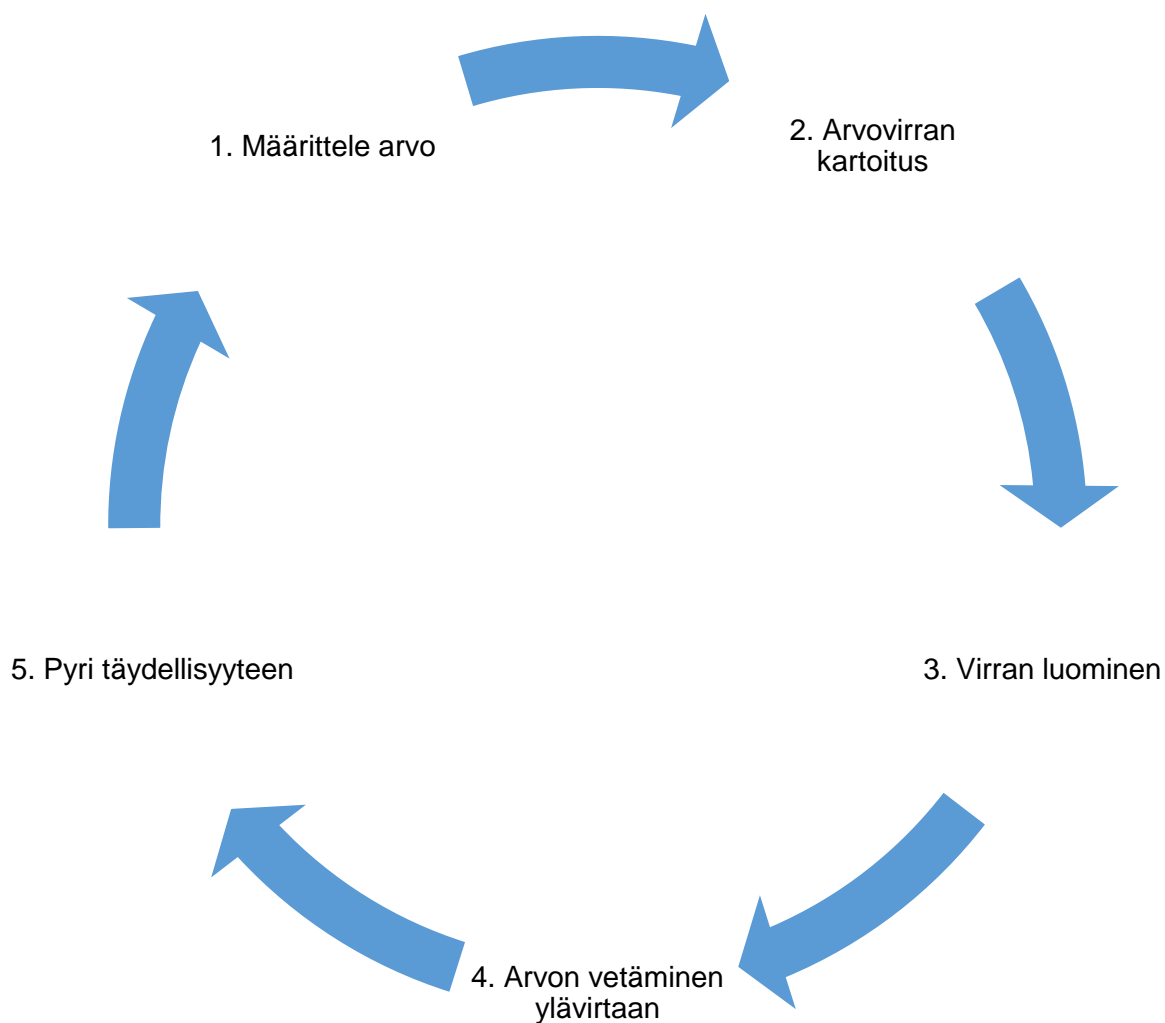 1. Määrittele arvo
2. Arvovirran
kartoitus
3. Virran luominen
4. Arvon vetäminen
ylävirtaan
5. Pyri täydellisyyteen